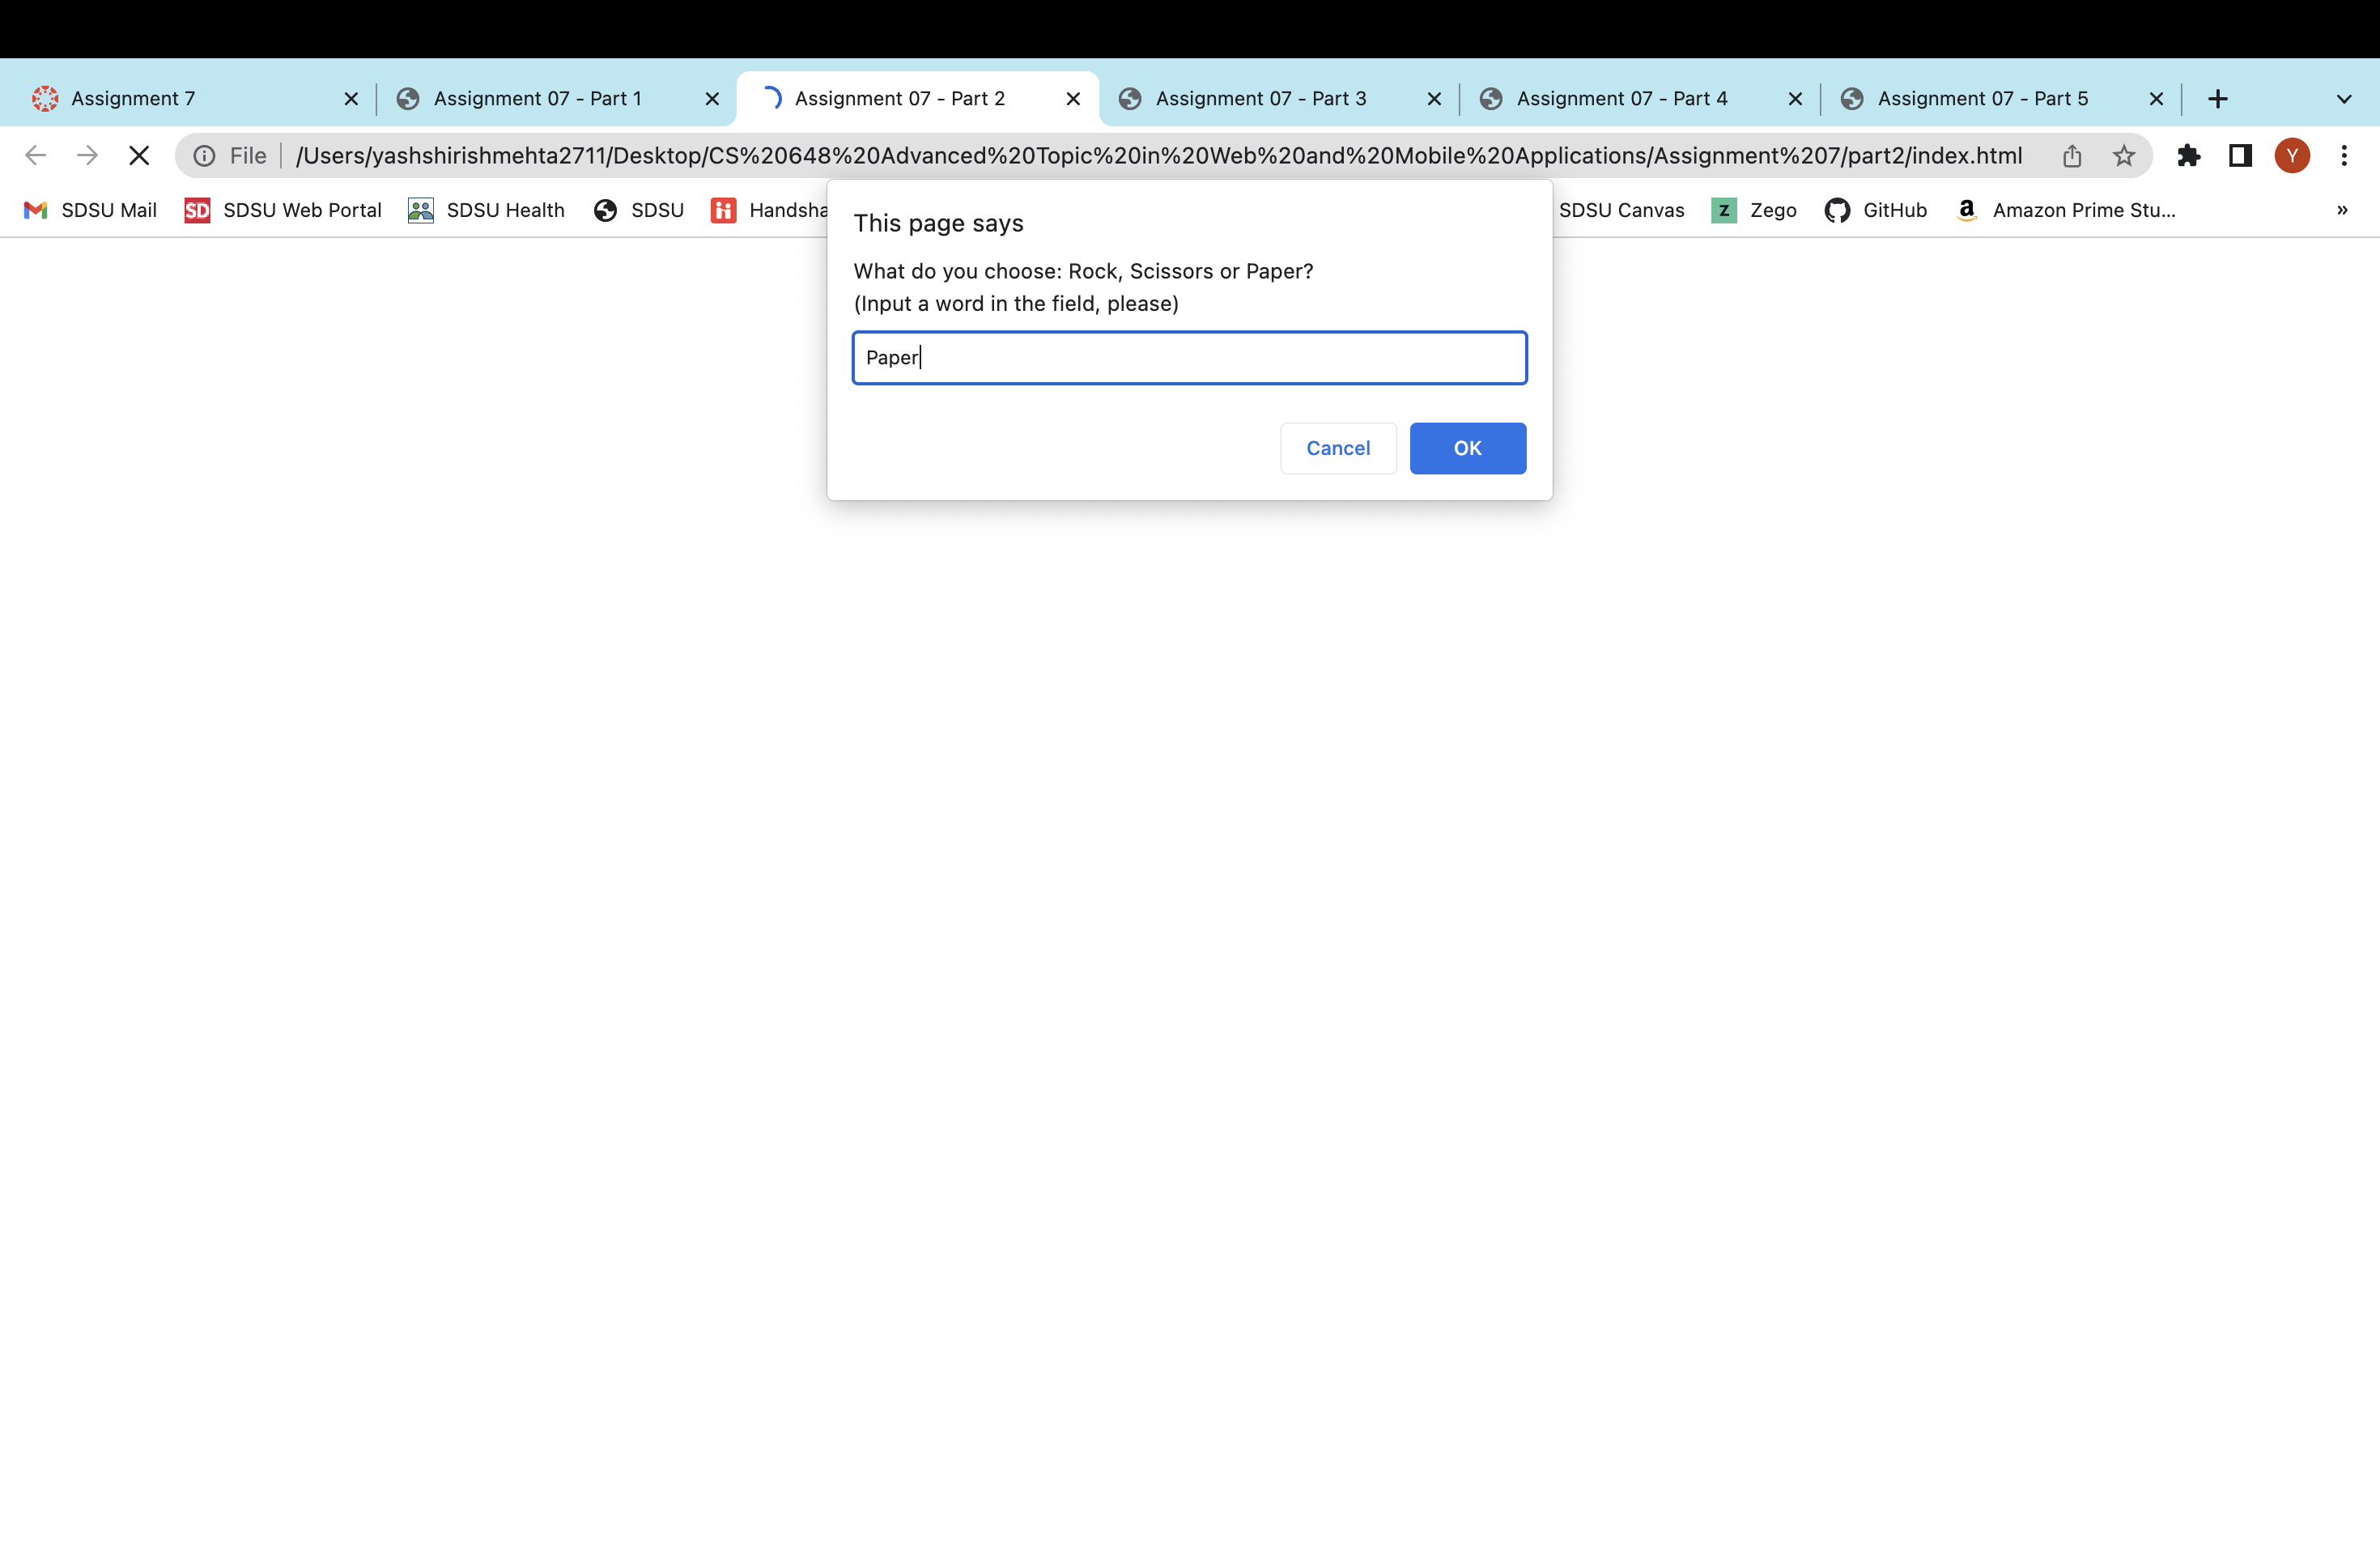 Assignment 7
Assignment 07 - Part 1
Assignment 07 - Part 2
Assignment 07 - Part 3
Assignment 07 - Part 4
Assignment 07 - Part 5
File
/Users/yashshirishmehta2711/Desktop/CS%20648%20Advanced%20Topic%20in%20Web%20and%20Mobile%20Applications/Assignment%207/part2/index.html
Y
SDSU Mail
SD
SDSU Web Portal
SDSU Health
SDSU
Handsha
SDSU Canvas
Z
Zego
GitHub
a
Amazon Prime Stu...
»
This page says
What do you choose: Rock, Scissors or Paper?
(Input a word in the field, please)
Paper
Cancel
OK